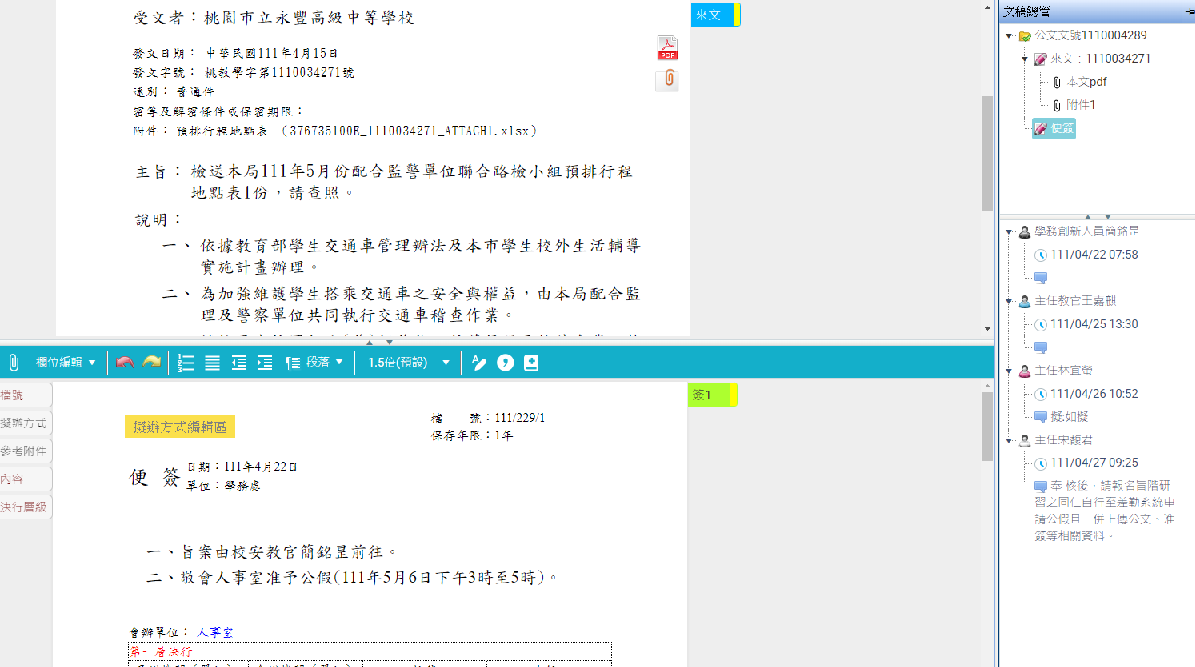 受文者：桃園市立永豐高級中等學校
來文
發文日期： 中華民國111年4月15日
發文字號： 桃教學字第1110034271號
速別： 普通件
密等及解密條件或保密期限：
附件： 預排行程地點表 （376735100E_1110034271_ATTACH1.xlsx）
PDF
主旨：檢送本局111年5月份配合監警單位聯合路檢小組預排行程
地點表1份，請查照。
說明：
一、依據教育部學生交通車管理辦法及本市學生校外生活輔導
實施計畫辦理。
二、為加強維護學生搭乘交通車之安全與權益，由本局配合監
理及警察單位共同執行交通車稽查作業。
欄位編輯
段落
1.5倍(預設)
檔號
擬辦方式
參考附件
內容
決行層級
擬辦方式編輯區
簽1
檔 號：111/229/1
保存年限：1年
便 簽
日期：111年4月22日
單位：學務處
一、旨案由校安教官簡銘昱前往。
二、敬會人事室准予公假(111年5月6日下午3時至5時)。
會辦單位： 人事室
第一層決行
文稿總管
公文文號1110004289
來文：1110034271
本文pdf
附件1
便簽
學務創新人員簡銘昱
111/04/22 07:58
主任教官王嘉麒
111/04/25 13:30
主任林宜瑩
111/04/26 10:52
擬:如擬
主任宋馥君
111/04/27 09:25
奉 核後，請報名旨階研
習之同仁自行至差勤系統申
請公假且 併上傳公文、進
簽等相關資料。